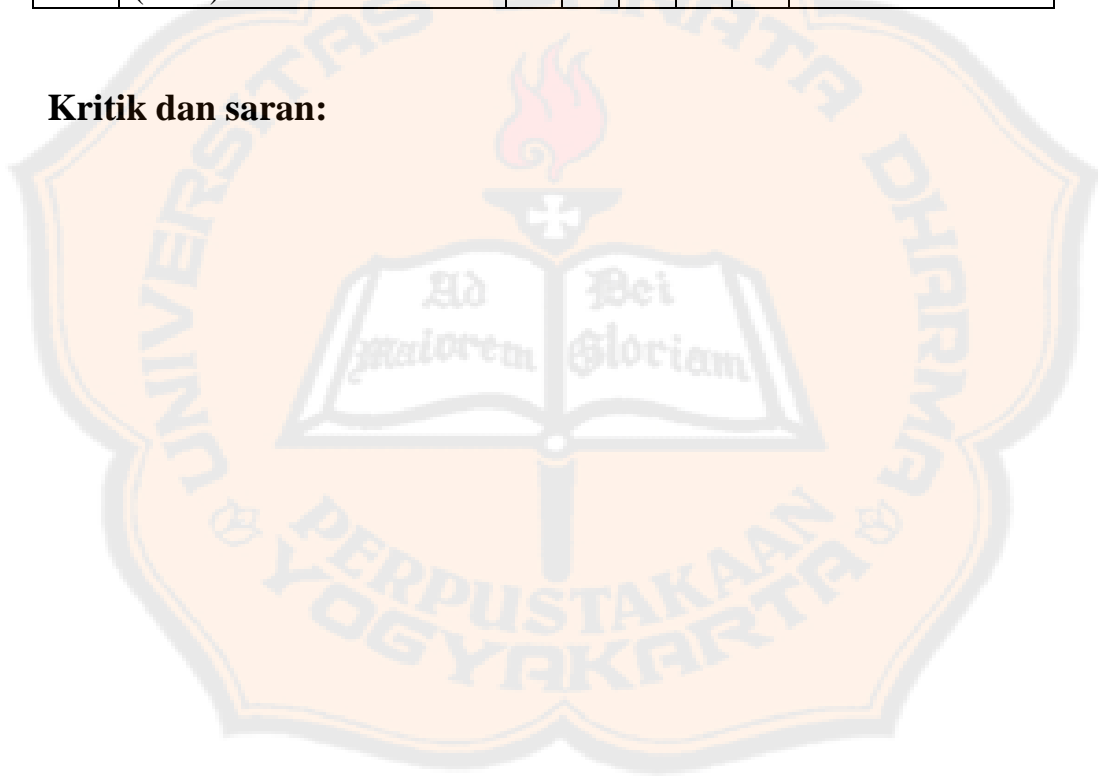 Kritik dan saran:
UNIVERSITAS SANATA DHARMA
Ad Dei
Maiorem Gloriam
PERPUSTAKAAN
YOGYAKARTA